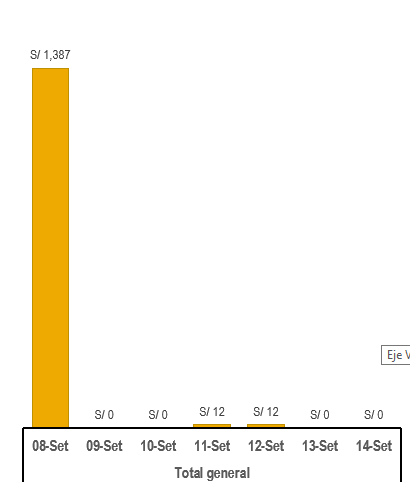 S/ 1,387
S/ 0 S/ 0 S/ 12 S/ 12 S/ 0 S/ 0
Eje V
08-Set 09-Set 10-Set 11-Set 12-Set 13-Set 14-Set
Total general